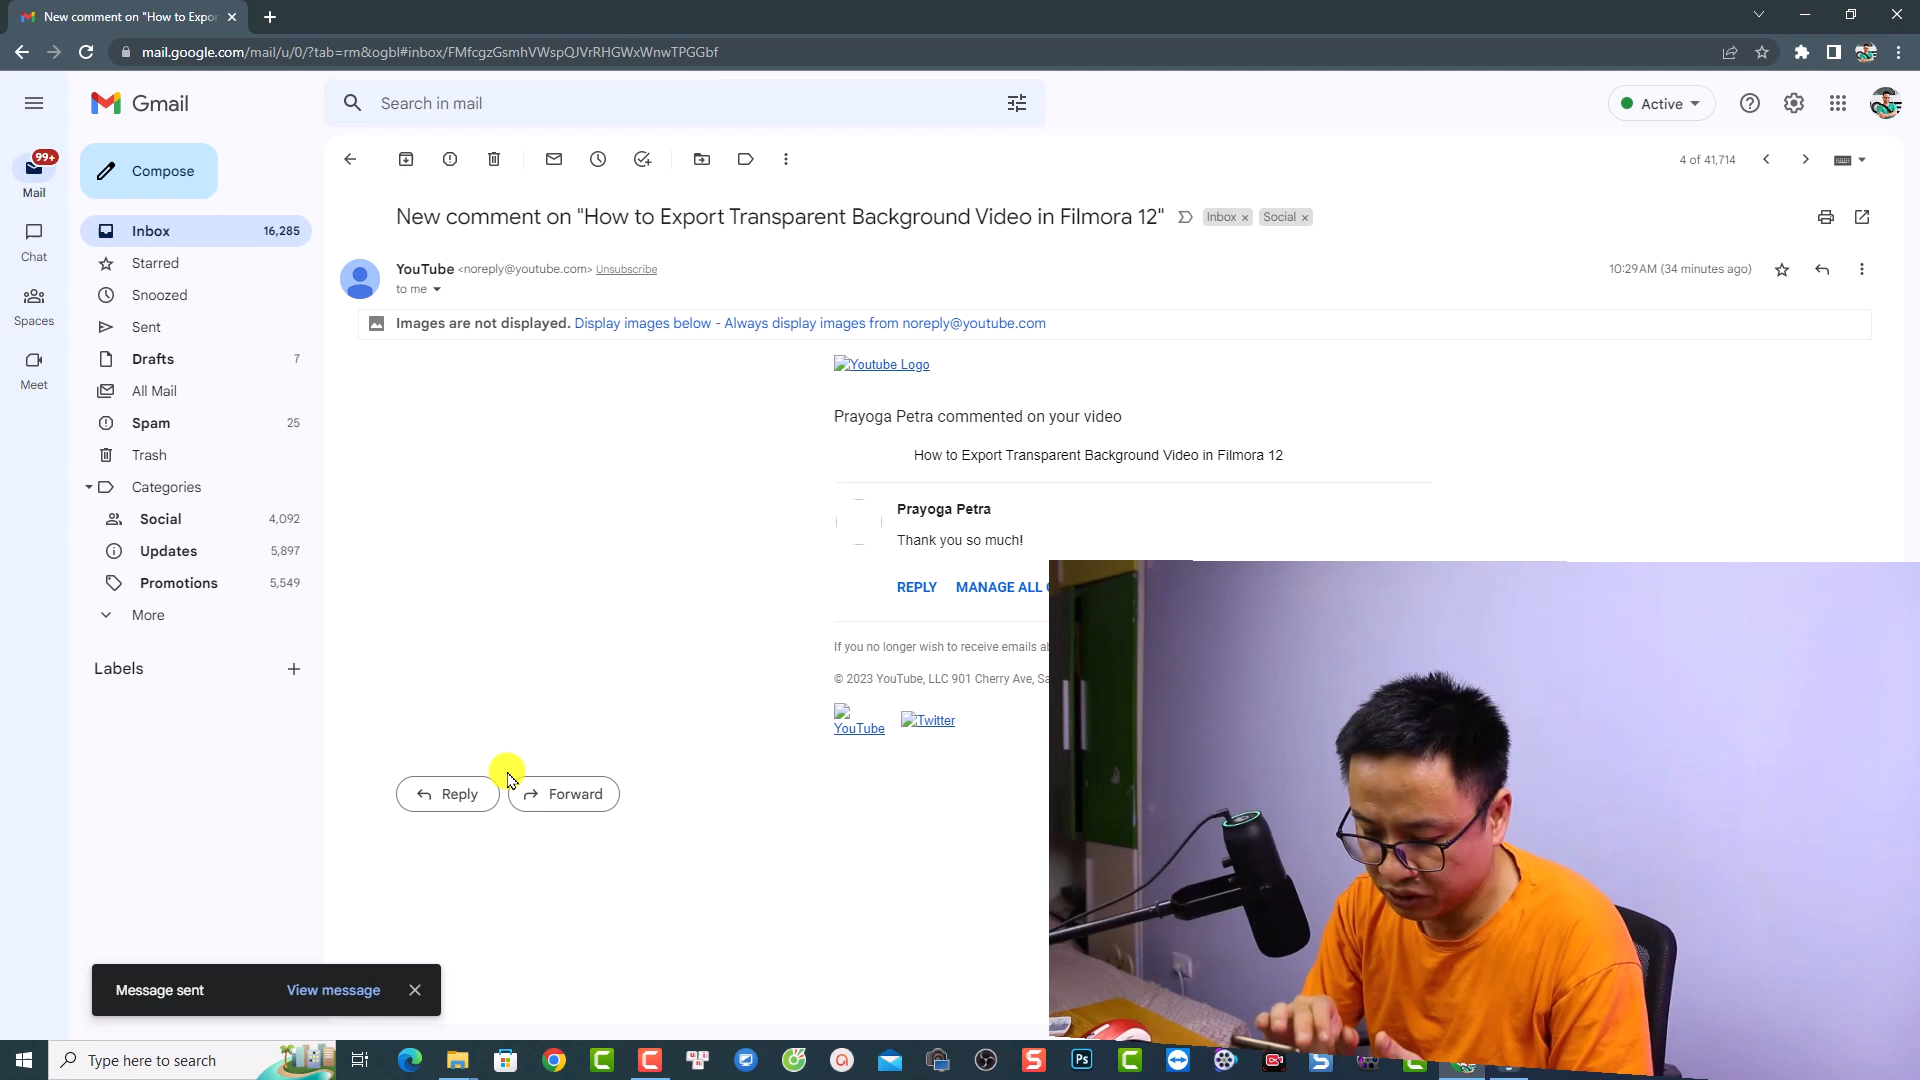 New comment on "How to Expor
mail.google.com/mail/u/0/?tab=rm&ogbl#inbox/FMfcgzGsmhVWspQJVrRHGWxWnwTPGGbf
Gmail
Search in mail
Active
99+
Mail
Chat
Spaces
Meet
Compose
Inbox 16,285
Starred
Snoozed
Sent
Drafts 7
All Mail
Spam 25
Trash
Categories
Social 4,092
Updates 5,897
Promotions 5,549
More
Labels
4 of 41,714
New comment on "How to Export Transparent Background Video in Filmora 12" Inbox x Social x
YouTube <noreply@youtube.com> Unsubscribe
10:29 AM (34 minutes ago)
to me
Images are not displayed. Display images below - Always display images from noreply@youtube.com
Youtube Logo
Prayoga Petra commented on your video
How to Export Transparent Background Video in Filmora 12
Prayoga Petra
Thank you so much!
REPLY MANAGE ALL
If you no longer wish to receive emails
© 2023 YouTube, LLC 901 Cherry Ave,
YouTube
Twitter
Reply
Forward
Message sent View message
Type here to search
Ps